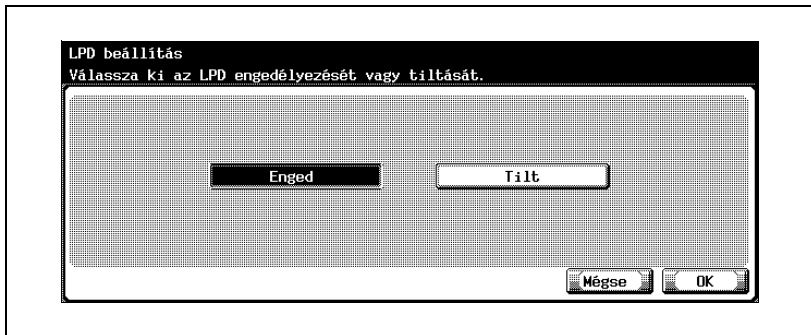 LPD beállítás
Válassza ki az LPD engedélyezését vagy tiltását.
Enged Tilt
Mégse OK